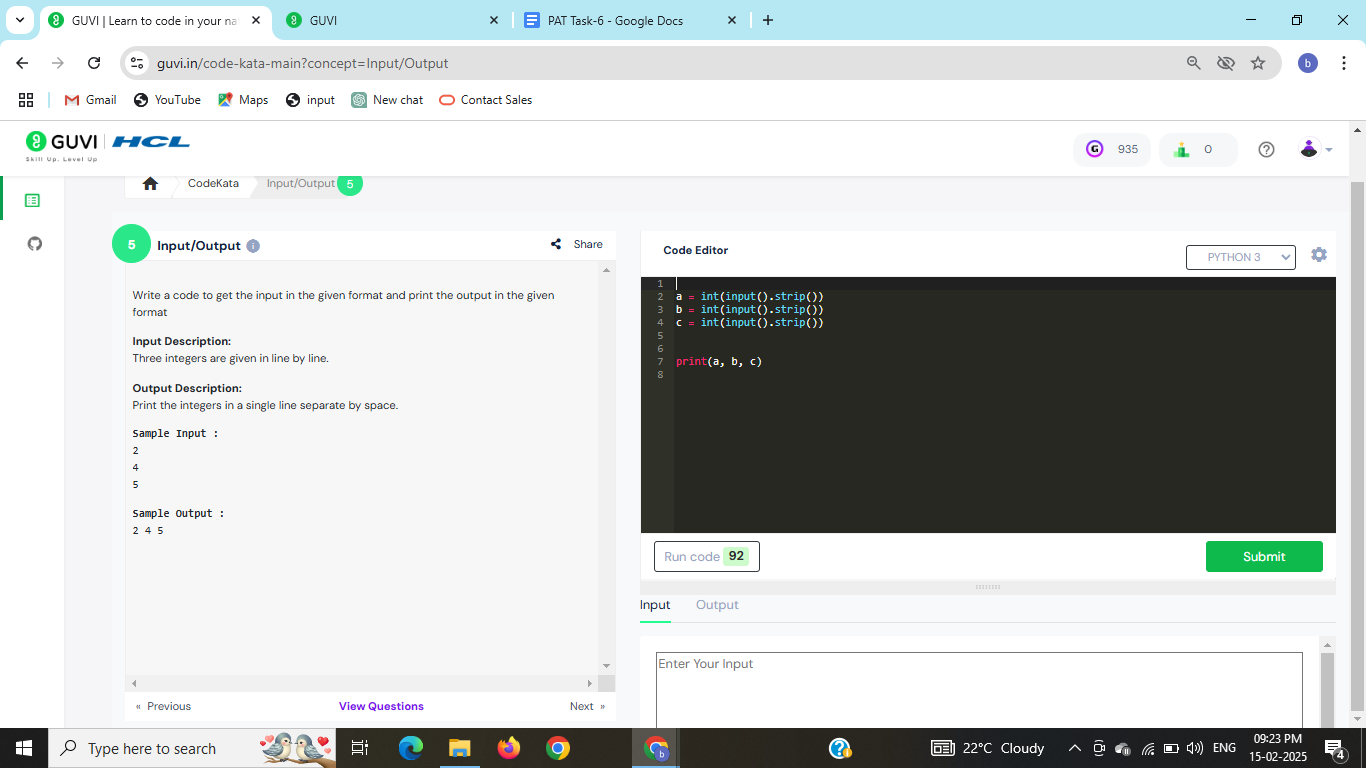 GUVI | Learn to code in your na
GUVI
PAT Task-6 - Google Docs
guvi.in/code-kata-main?concept=Input/Output
b
Gmail
YouTube
Maps
input
New chat
Contact Sales
GUVI | HCL
Skill Up. Level Up
G 935
0
CodeKata
Input/Output 5
5 Input/Output
Share
Write a code to get the input in the given format and print the output in the given
format
Input Description:
Three integers are given in line by line.
Output Description:
Print the integers in a single line separate by space.
Sample Input :
2
4
5
Sample Output :
2 4 5
« Previous
View Questions
Next »
Code Editor
PYTHON 3
1
2 a = int(input().strip())
3 b = int(input().strip())
4 c = int(input().strip())
5
6
7 print(a, b, c)
8
Run code 92
Submit
Input
Output
Enter Your Input
Type here to search
22°C Cloudy
ENG
09:23 PM
15-02-2025
4